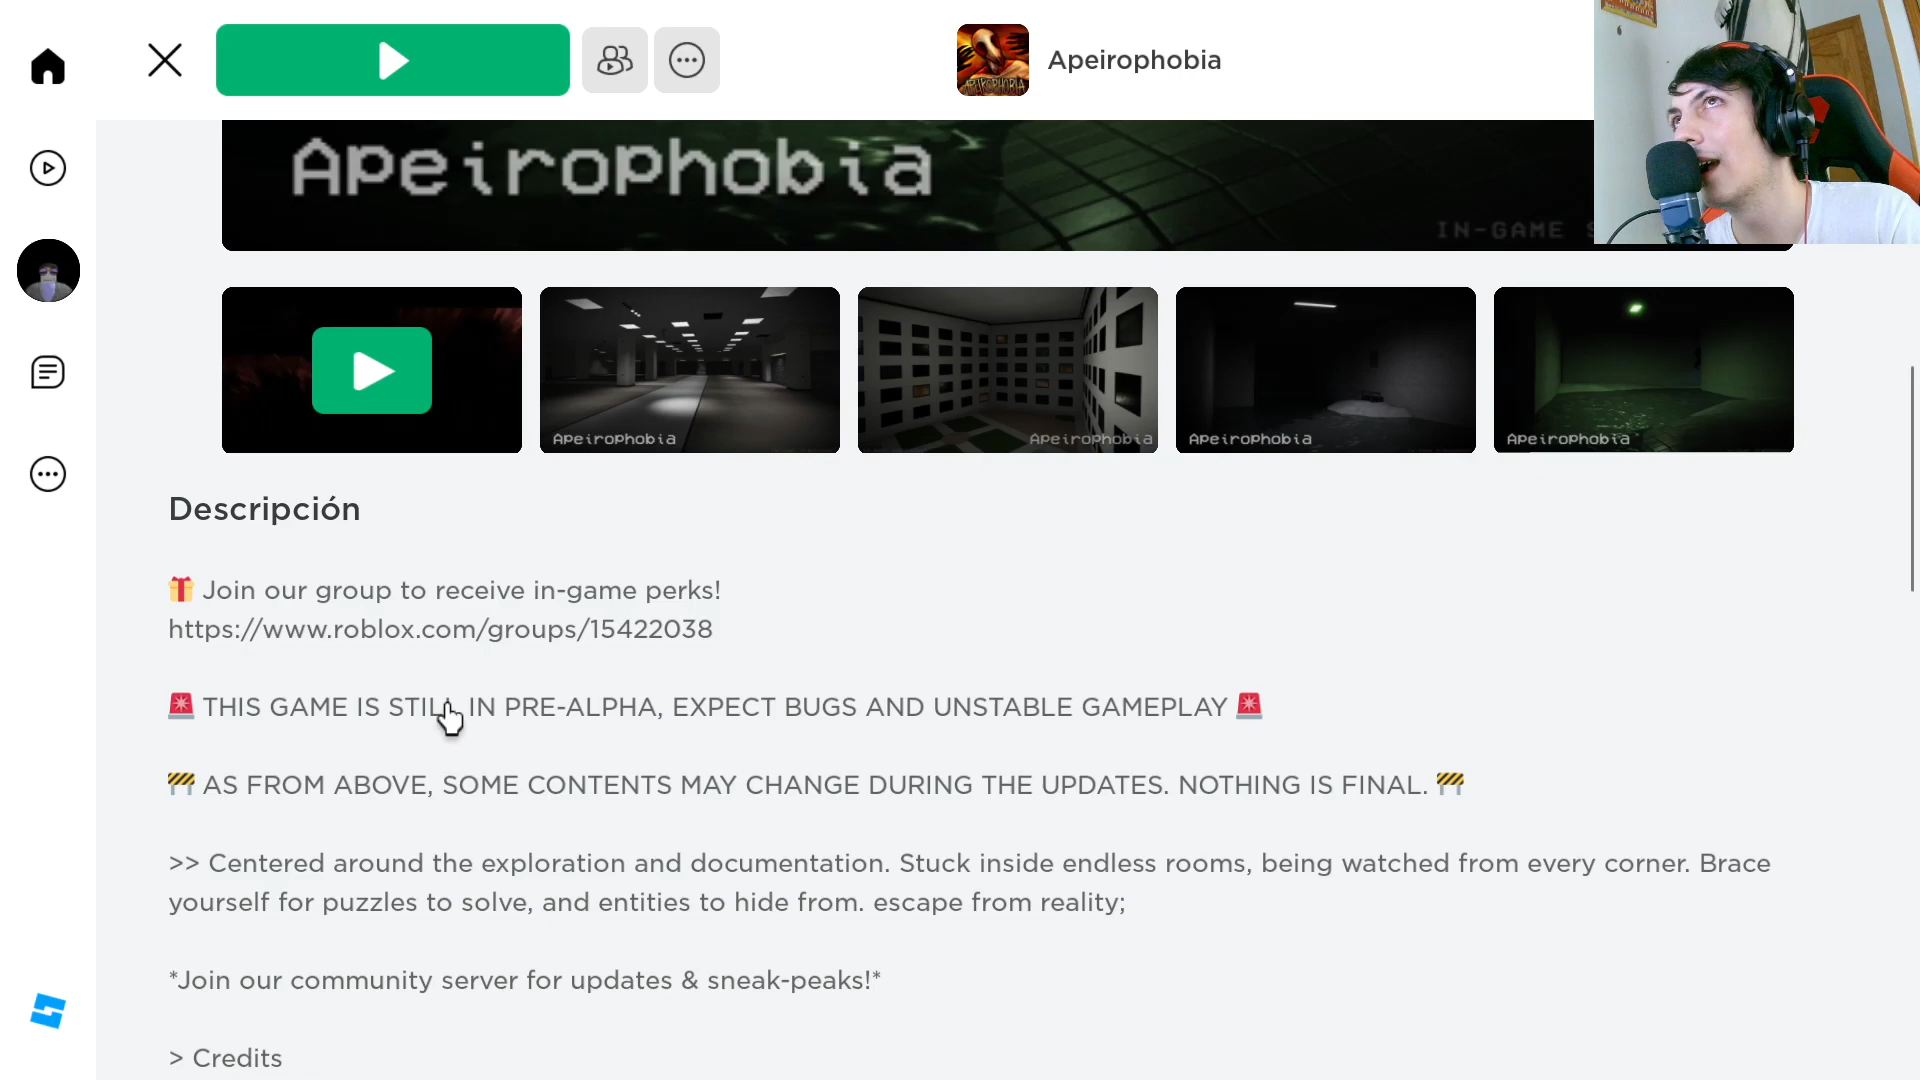 Apeirophobia
Apeirophobia
IN-GAME
Apeirophobia
Apeirophobia
Apeirophobia
Apeirophobia
Descripción
🎁 Join our group to receive in-game perks!
https://www.roblox.com/groups/15422038
🚨 THIS GAME IS STILL IN PRE-ALPHA, EXPECT BUGS AND UNSTABLE GAMEPLAY 🚨
🚧 AS FROM ABOVE, SOME CONTENTS MAY CHANGE DURING THE UPDATES. NOTHING IS FINAL. 🚧
>> Centered around the exploration and documentation. Stuck inside endless rooms, being watched from every corner. Brace
yourself for puzzles to solve, and entities to hide from. escape from reality;
*Join our community server for updates & sneak-peaks!*
> Credits